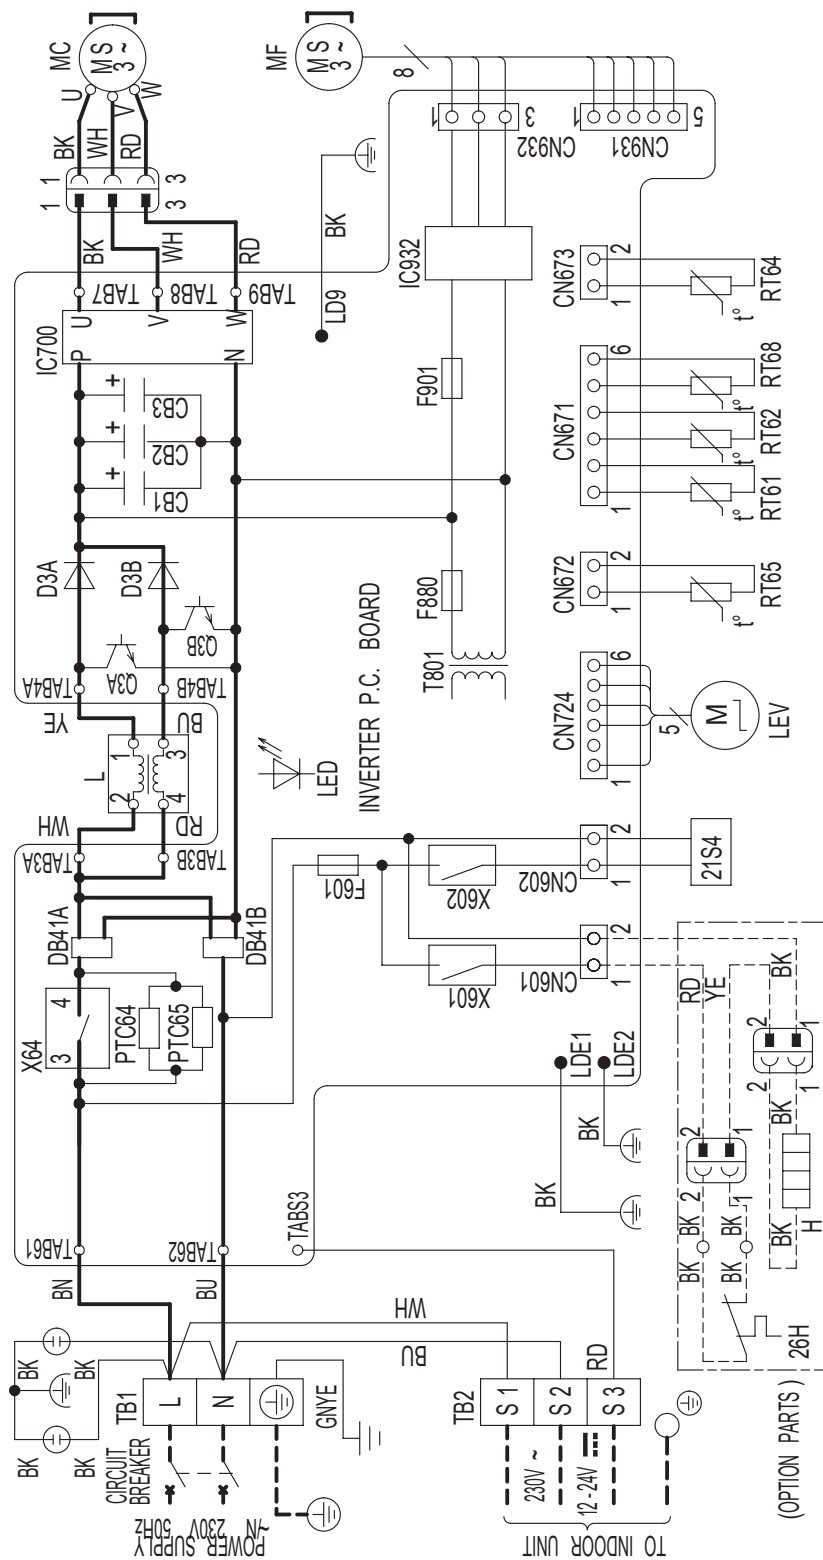 POWER SUPPLY
~/N 230V 50Hz
CIRCUIT
BREAKER
TB1
L
N
GNYE
BK
BK
BK
BK
TB2
S1
S2
S3
230V ~
12 - 24V
TO INDOOR UNIT
WH
BU
RD
BN
BU
TAB61
TAB62
TABS3
X64
3
4
PTC64
PTC65
DB41A
DB41B
TAB3A
TAB3B
WH
RD
L
2
1
4
3
YE
BU
TAB4A
TAB4B
Q3A
Q3B
D3A
D3B
CB1
+
CB2
+
CB3
+
IC700
P
N
U
V
W
TAB7
TAB8
TAB9
BK
WH
RD
1
1
3
3
BK
WH
RD
U
V
W
MC
MS
3~
MF
MS
3~
8
LED
INVERTER P.C. BOARD
LD9
BK
T801
F880
F901
IC932
CN932
1
3
CN931
1
5
F601
X601
X602
CN601
1
2
CN602
1
2
21S4
CN724
1
6
5
M
LEV
CN672
1
2
t°
RT65
CN671
1
6
t°
RT61
t°
RT62
t°
RT68
CN673
1
2
t°
RT64
LDE1
LDE2
BK
BK
RD
YE
BK
2
1
2
1
BK
BK
H
2
1
2
1
BK
BK
BK
BK
26H
(OPTION PARTS)